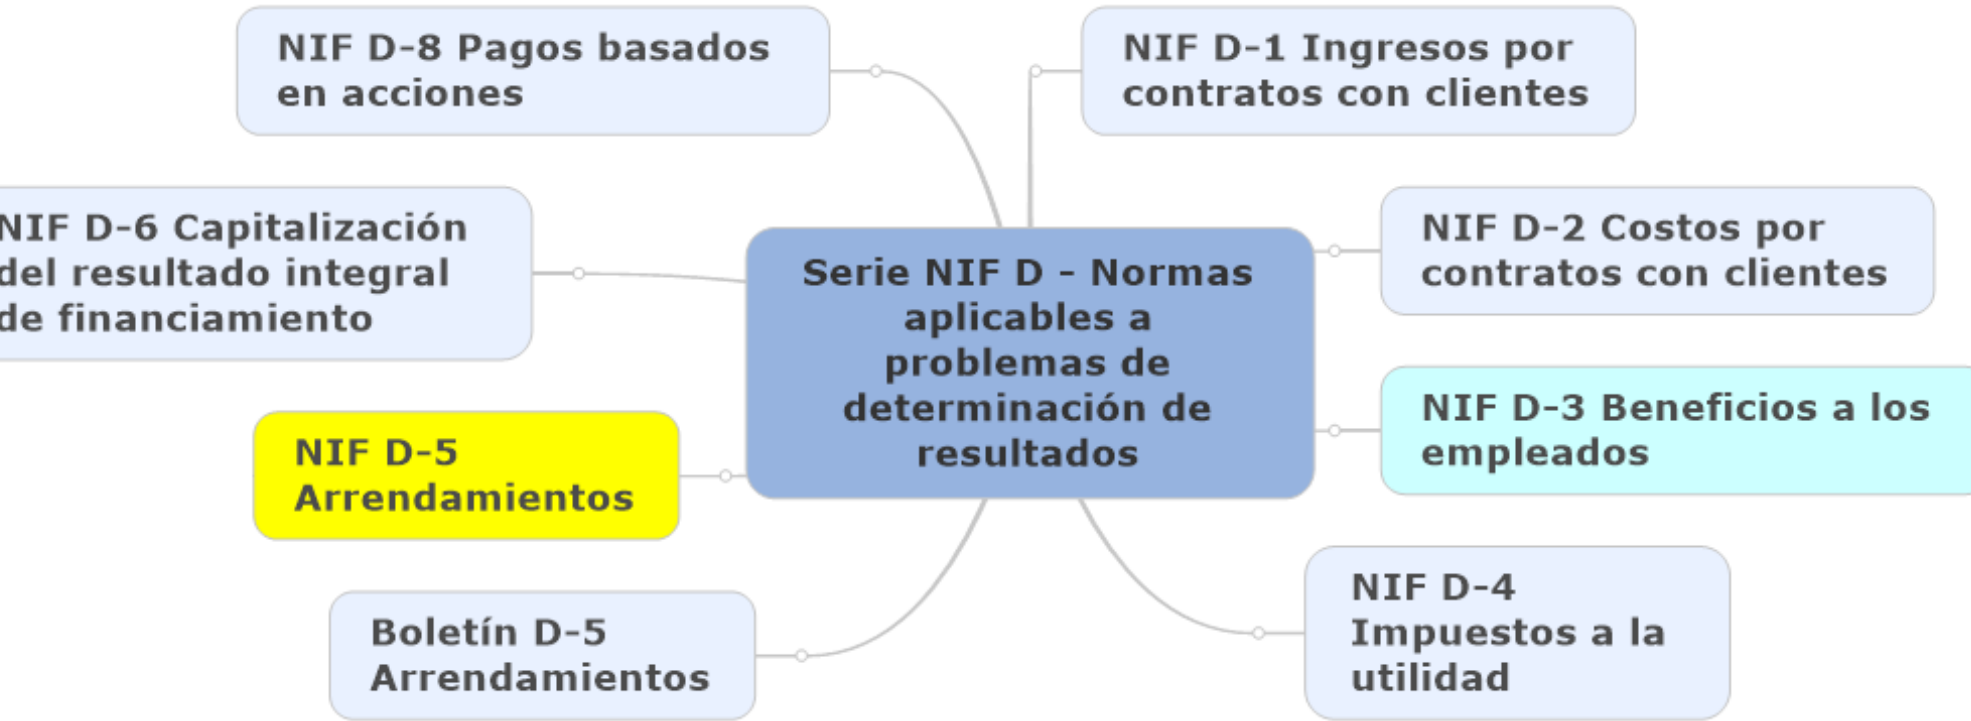 NIF D-8 Pagos basados
en acciones
NIF D-1 Ingresos por
contratos con clientes
NIF D-6 Capitalización
del resultado integral
de financiamiento
Serie NIF D - Normas
aplicables a
problemas de
determinación de
resultados
NIF D-2 Costos por
contratos con clientes
NIF D-5
Arrendamientos
NIF D-3 Beneficios a los
empleados
Boletín D-5
Arrendamientos
NIF D-4
Impuestos a la
utilidad